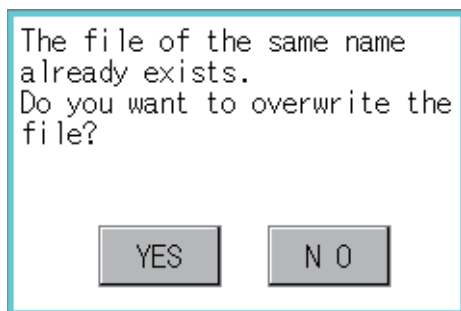 The file of the same name
already exists.
Do you want to overwrite the
file?
YES
N O